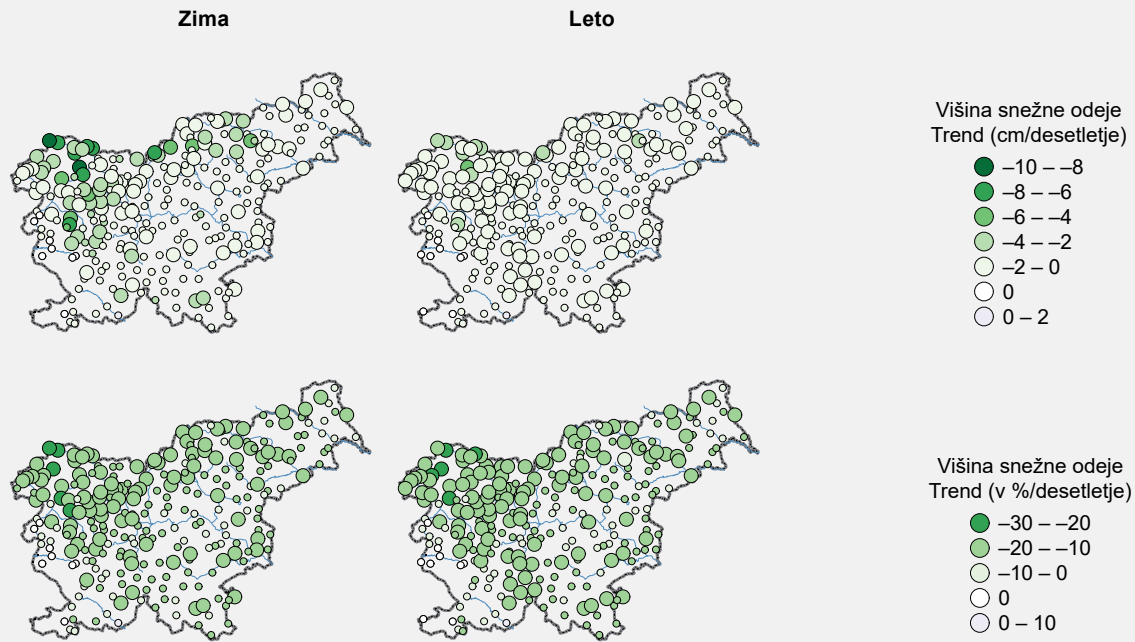 Zima
Leto
Višina snežne odeje
Trend (cm/desetletje)
–10 – –8
–8 – –6
–6 – –4
–4 – –2
–2 – 0
0
0 – 2
Višina snežne odeje
Trend (v %/desetletje)
–30 – –20
–20 – –10
–10 – 0
0
0 – 10